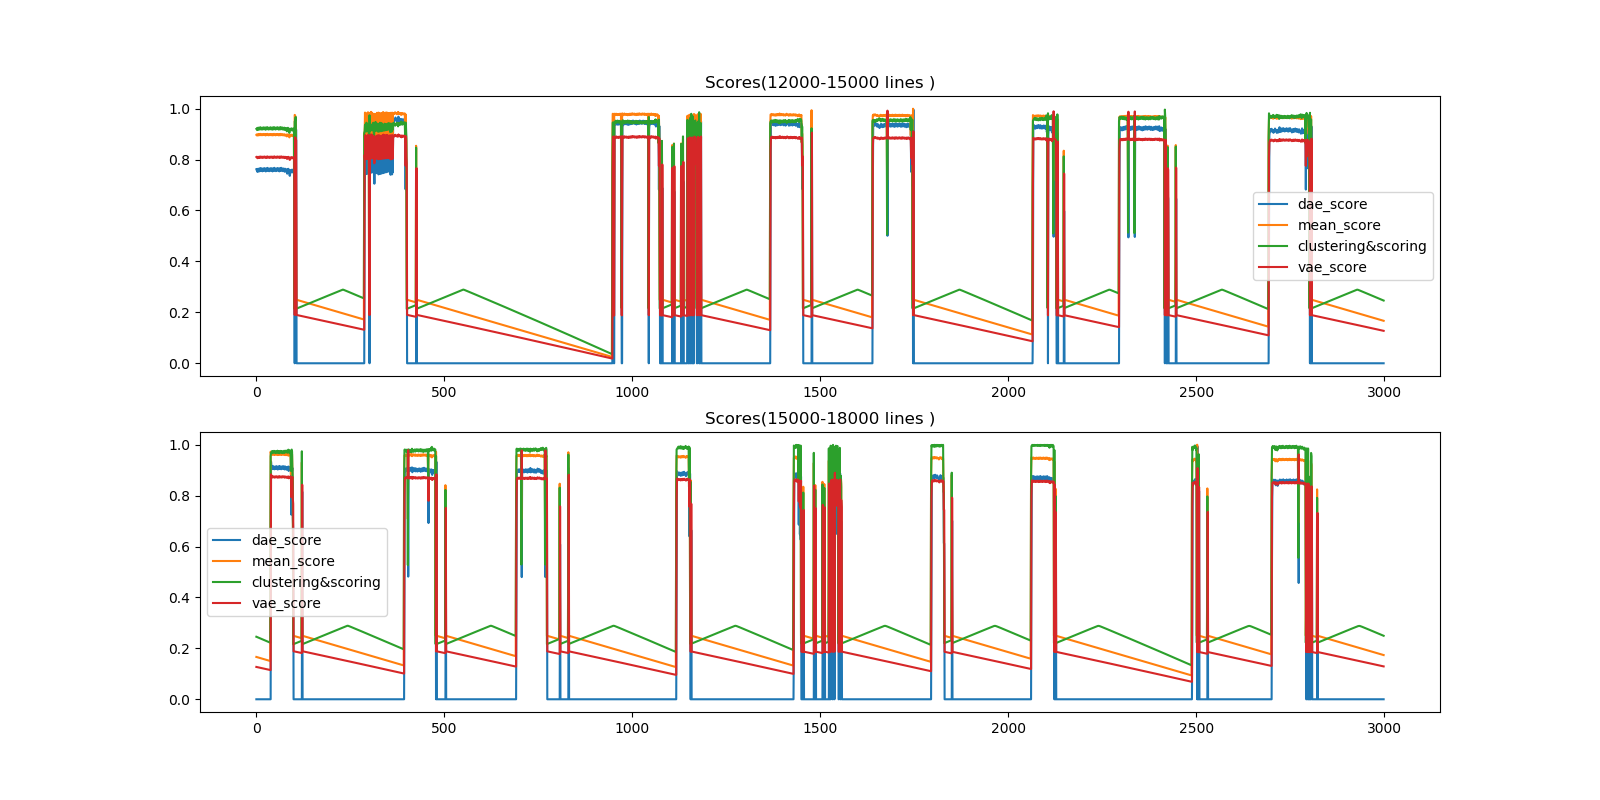 Scores(12000-15000 lines )
1.0
0.8
0.6
0.4
0.2
0.0
dae_score
mean_score
clustering&scoring
vae_score
0 500 1000 1500 2000 2500 3000
Scores(15000-18000 lines )
1.0
0.8
0.6
0.4
0.2
0.0
dae_score
mean_score
clustering&scoring
vae_score
0 500 1000 1500 2000 2500 3000